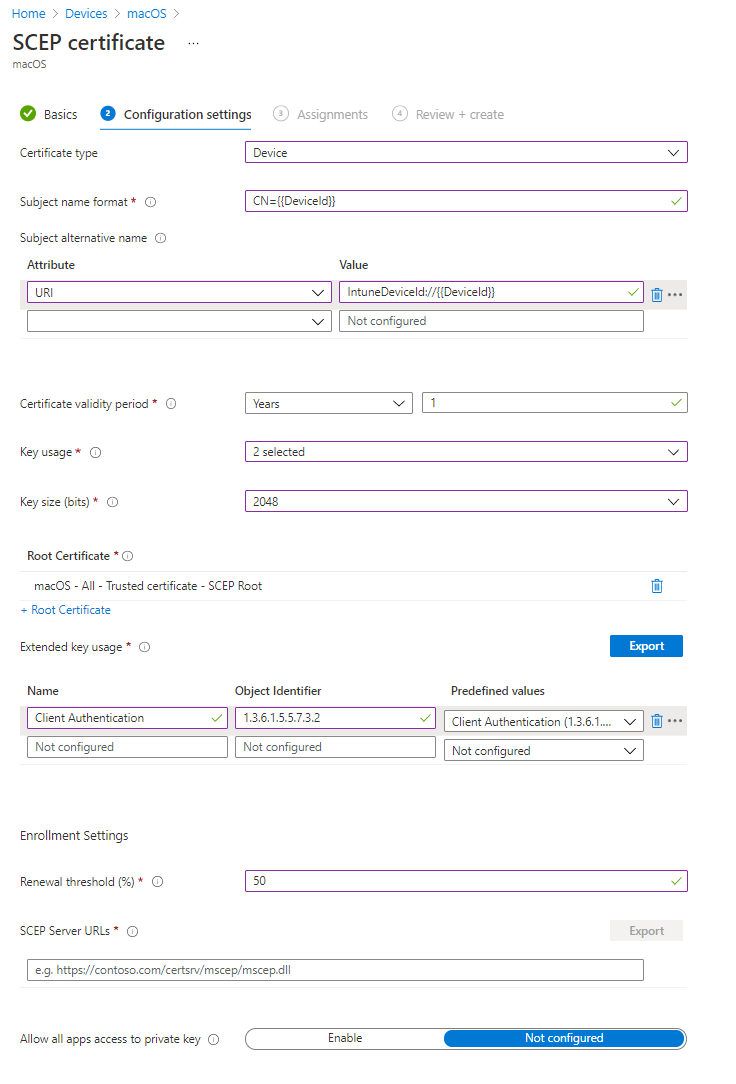 Home > Devices > macOS >
SCEP certificate ...
macOS
Basics 2 Configuration settings 3 Assignments 4 Review + create
Certificate type Device
Subject name format * CN={{DeviceId}}
Subject alternative name
Attribute Value
URI IntuneDeviceId://{{DeviceId}}
Not configured
Certificate validity period * Years 1
Key usage * 2 selected
Key size (bits) * 2048
Root Certificate *
macOS - All - Trusted certificate - SCEP Root
+ Root Certificate
Extended key usage * Export
Name Object Identifier Predefined values
Client Authentication 1.3.6.1.5.5.7.3.2 Client Authentication (1.3.6.1....
Not configured Not configured Not configured
Enrollment Settings
Renewal threshold (%) * 50
SCEP Server URLs * Export
e.g. https://contoso.com/certsrv/mscep/mscep.dll
Allow all apps access to private key Enable Not configured